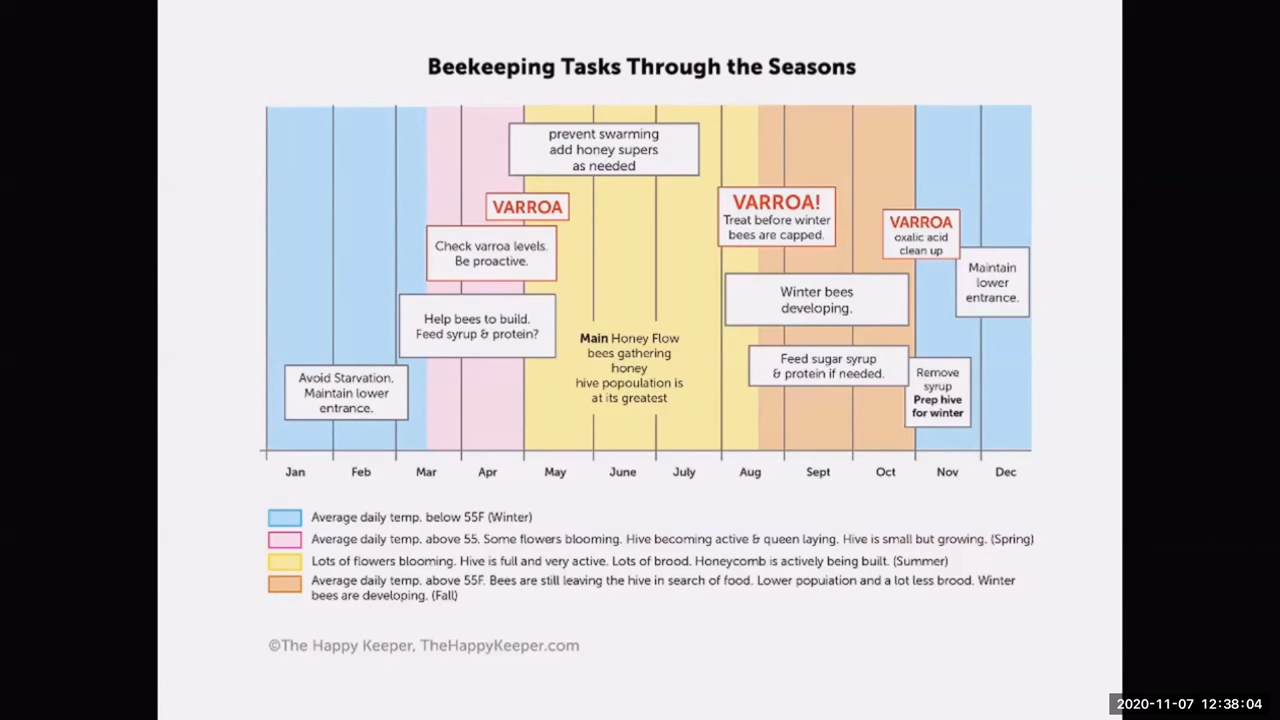 Beekeeping Tasks Through the Seasons
prevent swarming
add honey supers
as needed
VARROA
Check varroa levels.
Be proactive.
Help bees to build.
Feed syrup & protein?
Avoid Starvation.
Maintain lower
entrance.
Main Honey Flow
bees gathering
honey
hive popoulation is
at its greatest
VARROA!
Treat before winter
bees are capped.
Winter bees
developing.
Feed sugar syrup
& protein if needed.
VARROA
oxalic acid
clean up
Maintain
lower
entrance.
Remove
syrup
Prep hive
for winter
Jan Feb Mar Apr May June July Aug Sept Oct Nov Dec
Average daily temp. below 55F (Winter)
Average daily temp. above 55. Some flowers blooming. Hive becoming active & queen laying. Hive is small but growing. (Spring)
Lots of flowers blooming. Hive is full and very active. Lots of brood. Honeycomb is actively being built. (Summer)
Average daily temp. above 55F. Bees are still leaving the hive in search of food. Lower population and a lot less brood. Winter
bees are developing. (Fall)
©The Happy Keeper, TheHappyKeeper.com
2020-11-07 12:38:04